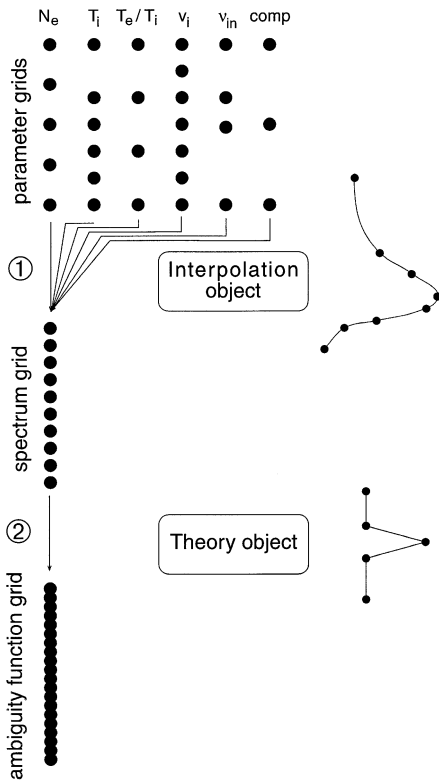 Nₑ Tᵢ Tₑ/Tᵢ vᵢ νᵢₙ comp
parameter grids
①
Interpolation
object
spectrum grid
②
Theory object
ambiguity function grid